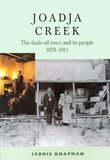 JOADJA
CREEK
The shale oil town and its people
1870–1911
LEONIE KNAPMAN